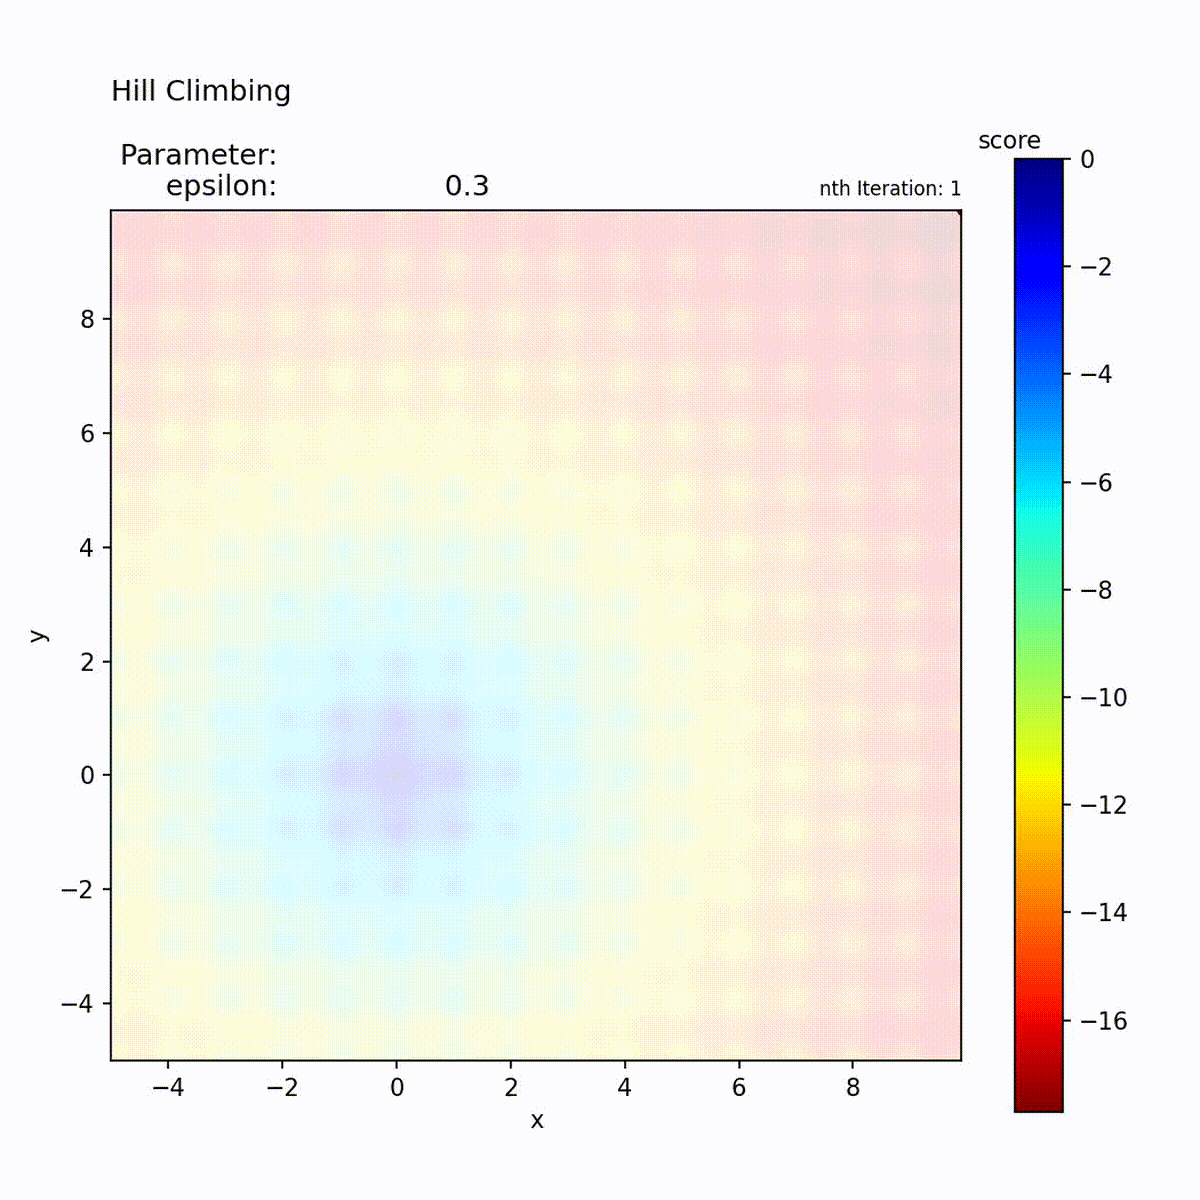 Hill Climbing
Parameter:
epsilon: 0.3
nth Iteration: 1
score
0
−2
−4
−6
−8
−10
−12
−14
−16
8
6
4
2
0
−2
−4
y
−4 −2 0 2 4 6 8
x